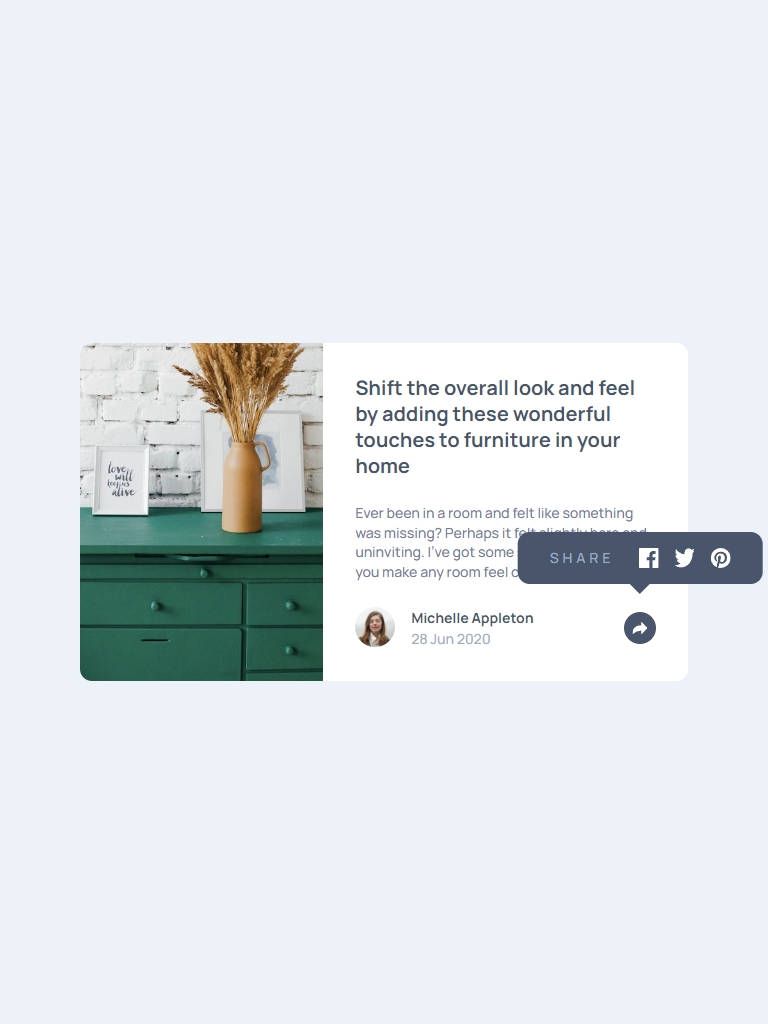 Shift the overall look and feel
by adding these wonderful
touches to furniture in your
home
Ever been in a room and felt like something
was missing? Perhaps it felt slightly bare and
uninviting. I've got some
you make any room feel
SHARE
Michelle Appleton
28 Jun 2020
love
will
keep us
alive